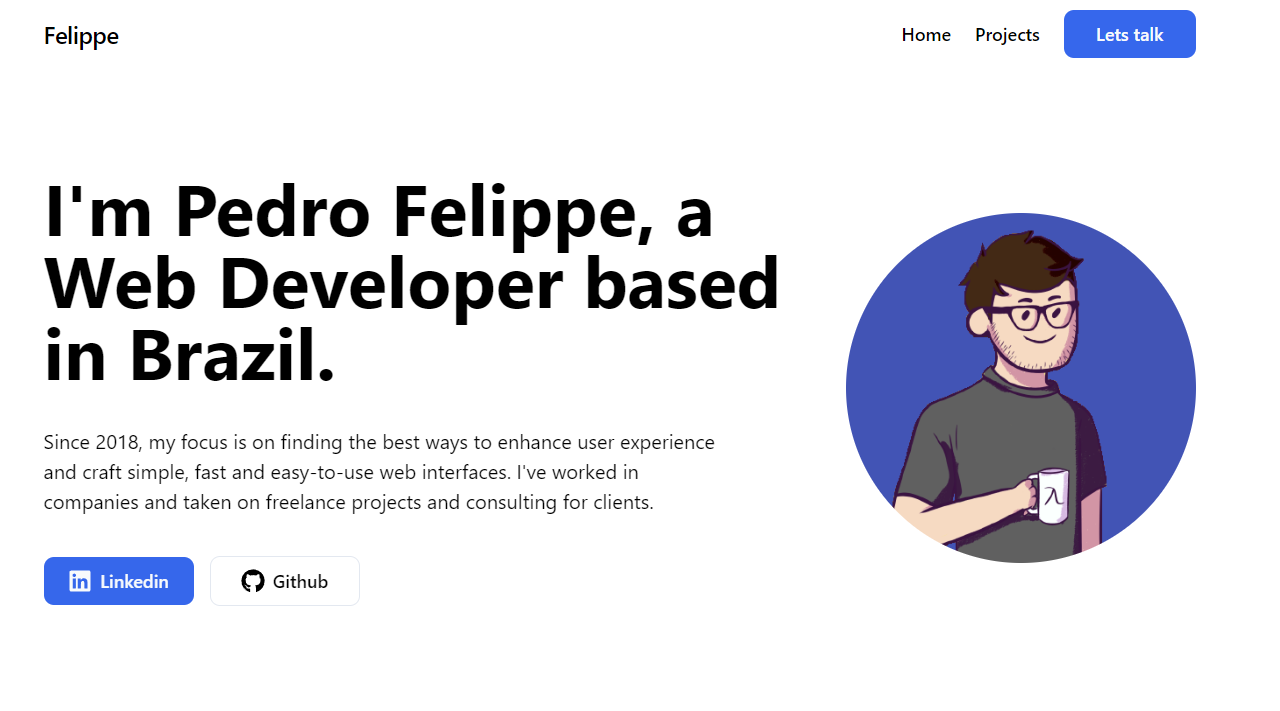 Felippe
Home Projects Lets talk
I'm Pedro Felippe, a
Web Developer based
in Brazil.
Since 2018, my focus is on finding the best ways to enhance user experience
and craft simple, fast and easy-to-use web interfaces. I've worked in
companies and taken on freelance projects and consulting for clients.
in Linkedin
Github
λ